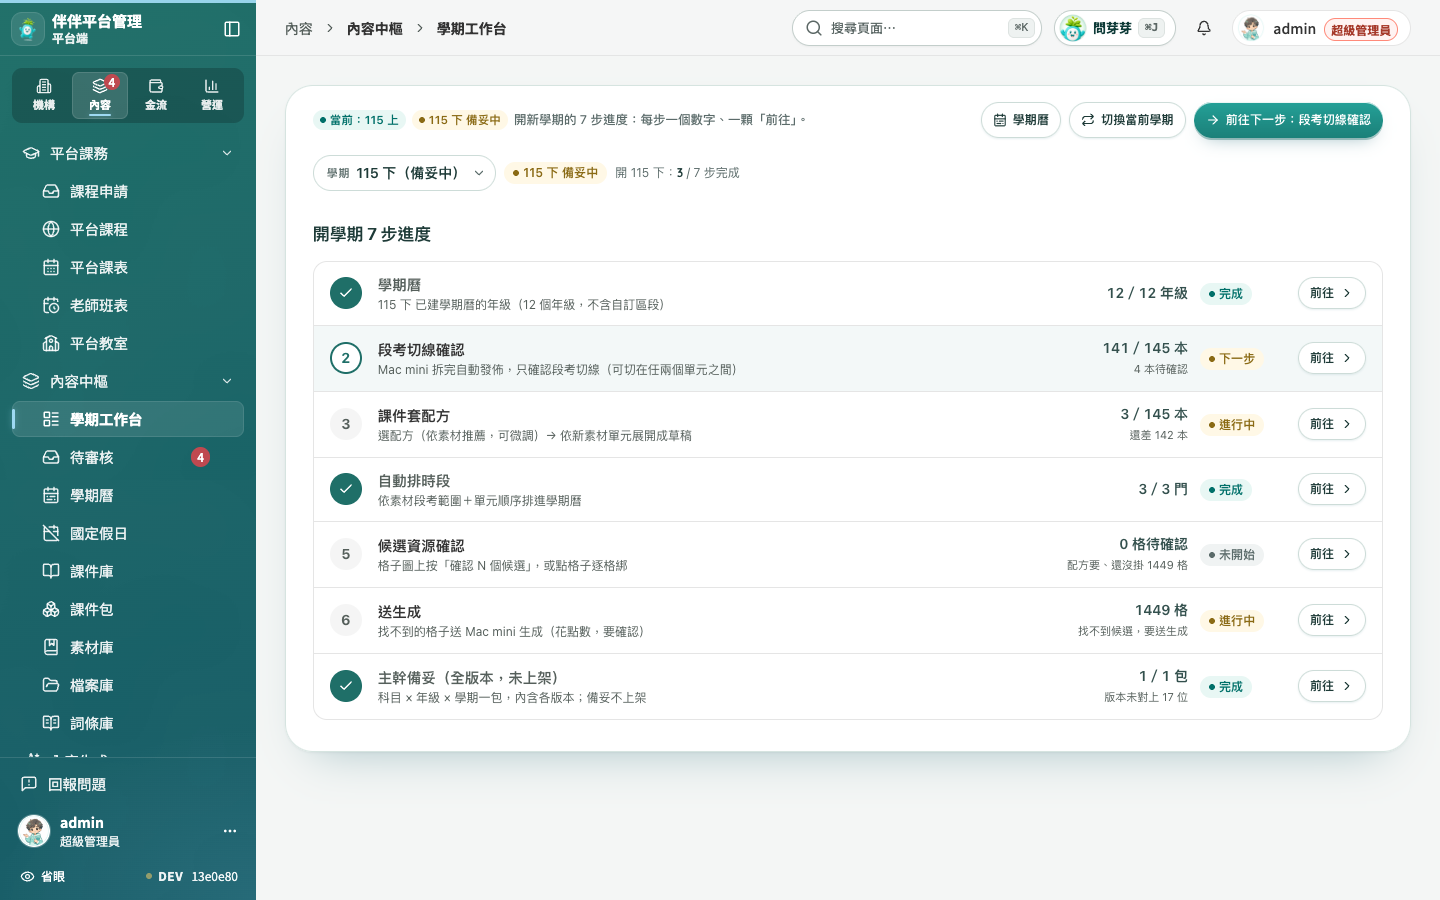 伴伴平台管理
平台端
機構
內容
4
金流
營運
平台課務
課程申請
平台課程
平台課表
老師班表
平台教室
內容中樞
學期工作台
待審核
4
學期曆
國定假日
課件庫
課件包
素材庫
檔案庫
詞條庫
回報問題
admin
超級管理員
省眼
DEV 13e0e80
內容 > 內容中樞 > 學期工作台
搜尋頁面⋯
⌘K
問芽芽
⌘J
admin
超級管理員
當前：115 上
115 下 備妥中
開新學期的 7 步進度：每步一個數字、一顆「前往」。
學期曆
切換當前學期
前往下一步：段考切線確認
學期 115 下（備妥中）
115 下 備妥中
開 115 下：3 / 7 步完成
開學期 7 步進度
學期曆
115 下 已建學期曆的年級（12 個年級，不含自訂區段）
12 / 12 年級
完成
前往
2
段考切線確認
Mac mini 拆完自動發佈，只確認段考切線（可切在任兩個單元之間）
141 / 145 本
4 本待確認
下一步
前往
3
課件套配方
選配方（依素材推薦，可微調）→ 依新素材單元展開成草稿
3 / 145 本
還差 142 本
進行中
前往
自動排時段
依素材段考範圍＋單元順序排進學期曆
3 / 3 門
完成
前往
5
候選資源確認
格子圖上按「確認 N 個候選」，或點格子逐格綁
0 格待確認
配方要、還沒掛 1449 格
未開始
前往
6
送生成
找不到的格子送 Mac mini 生成（花點數，要確認）
1449 格
找不到候選，要送生成
進行中
前往
主幹備妥（全版本，未上架）
科目 × 年級 × 學期一包，內含各版本；備妥不上架
1 / 1 包
版本未對上 17 位
完成
前往